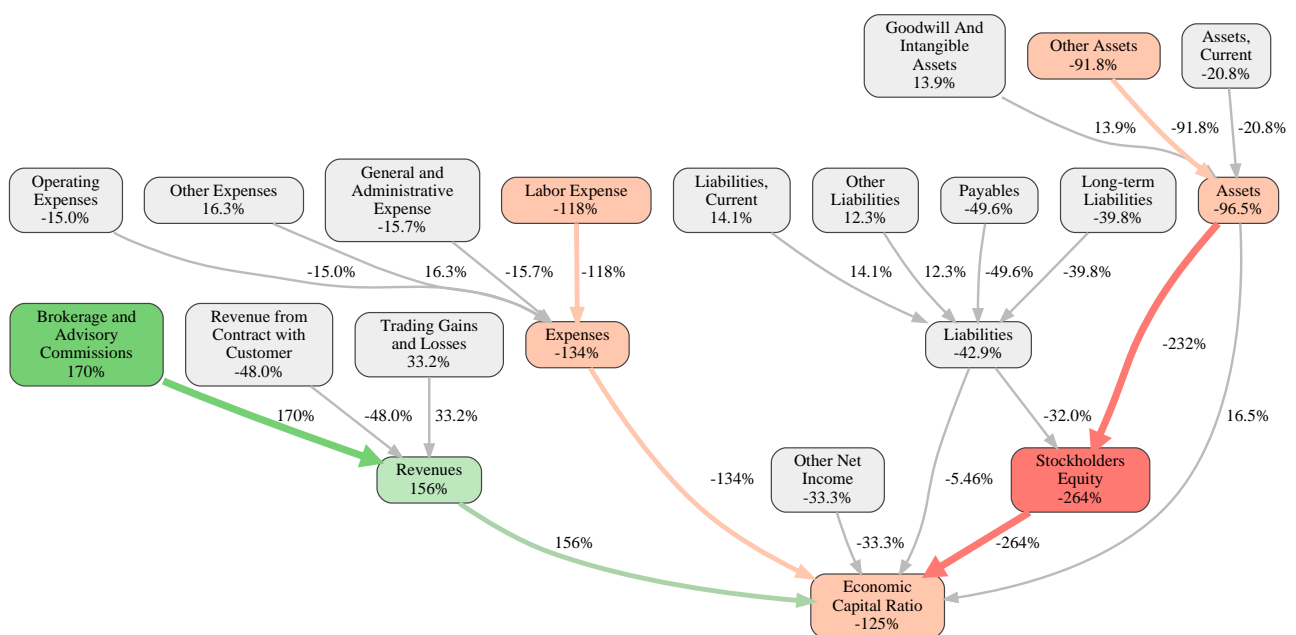 Goodwill And
Intangible
Assets
13.9%
Other Assets
-91.8%
Assets,
Current
-20.8%
13.9%
-91.8%
-20.8%
Operating
Expenses
-15.0%
Other Expenses
16.3%
General and
Administrative
Expense
-15.7%
Labor Expense
-118%
Liabilities,
Current
14.1%
Other
Liabilities
12.3%
Payables
-49.6%
Long-term
Liabilities
-39.8%
Assets
-96.5%
-15.0%
16.3%
-15.7%
-118%
14.1%
12.3%
-49.6%
-39.8%
Brokerage and
Advisory
Commissions
170%
Revenue from
Contract with
Customer
-48.0%
Trading Gains
and Losses
33.2%
Expenses
-134%
Liabilities
-42.9%
-232%
170%
-48.0%
33.2%
-32.0%
16.5%
Revenues
156%
-134%
Other Net
Income
-33.3%
-5.46%
Stockholders
Equity
-264%
156%
-33.3%
-264%
Economic
Capital Ratio
-125%